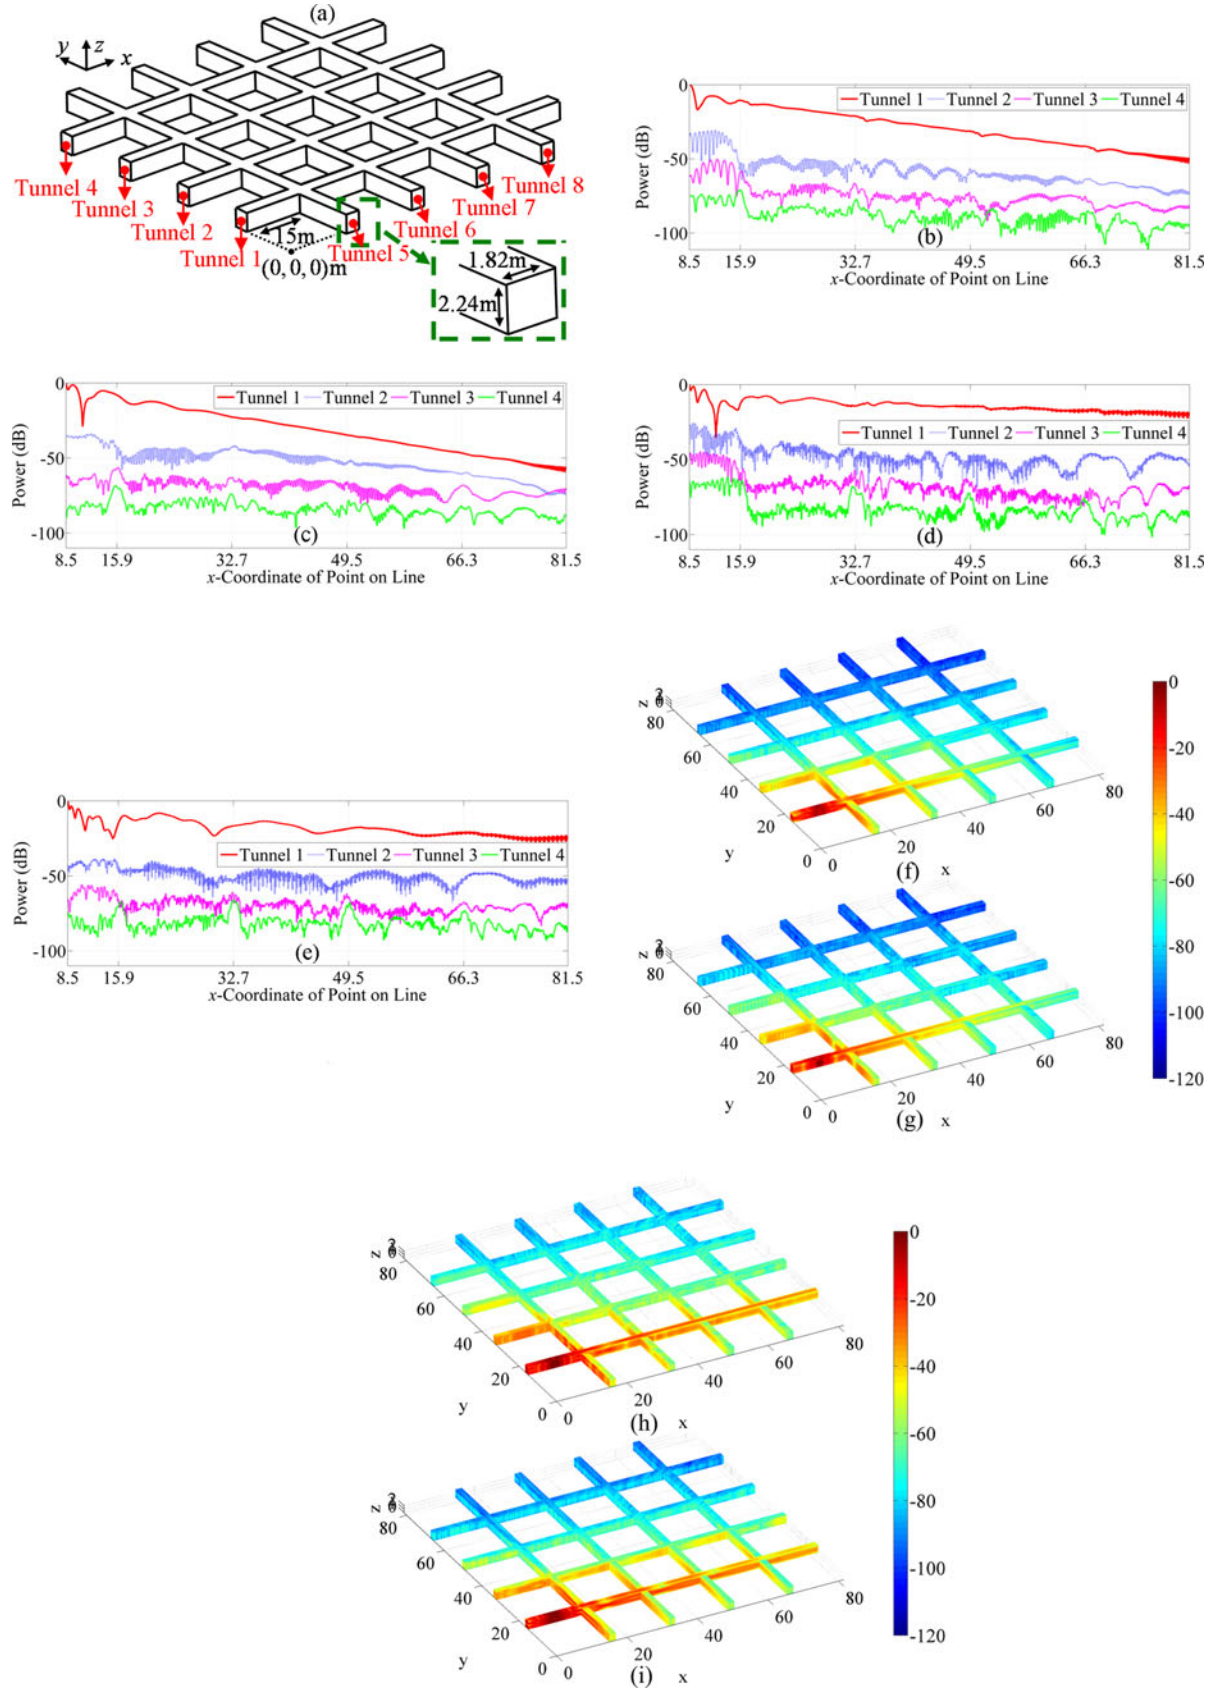 (a)
y z x
Tunnel 4
Tunnel 3
Tunnel 2
Tunnel 1
15m
(0, 0, 0)m
Tunnel 5
Tunnel 6
Tunnel 7
Tunnel 8
1.82m
2.24m
0
-50
-100
Power (dB)
Tunnel 1 Tunnel 2 Tunnel 3 Tunnel 4
(b)
8.5 15.9 32.7 49.5 66.3 81.5
x-Coordinate of Point on Line
0
-50
-100
Power (dB)
Tunnel 1 Tunnel 2 Tunnel 3 Tunnel 4
(c)
8.5 15.9 32.7 49.5 66.3 81.5
x-Coordinate of Point on Line
0
-50
-100
Power (dB)
Tunnel 1 Tunnel 2 Tunnel 3 Tunnel 4
(d)
8.5 15.9 32.7 49.5 66.3 81.5
x-Coordinate of Point on Line
0
-50
-100
Power (dB)
Tunnel 1 Tunnel 2 Tunnel 3 Tunnel 4
(e)
8.5 15.9 32.7 49.5 66.3 81.5
x-Coordinate of Point on Line
z
80
60
40
20
0
y
0
20
40
60
80
x
(f)
z
80
60
40
20
0
y
0
20
40
60
80
x
(g)
0
-20
-40
-60
-80
-100
-120
z
80
60
40
20
0
y
0
20
40
60
80
x
(h)
z
80
60
40
20
0
y
0
20
40
60
80
x
(i)
0
-20
-40
-60
-80
-100
-120